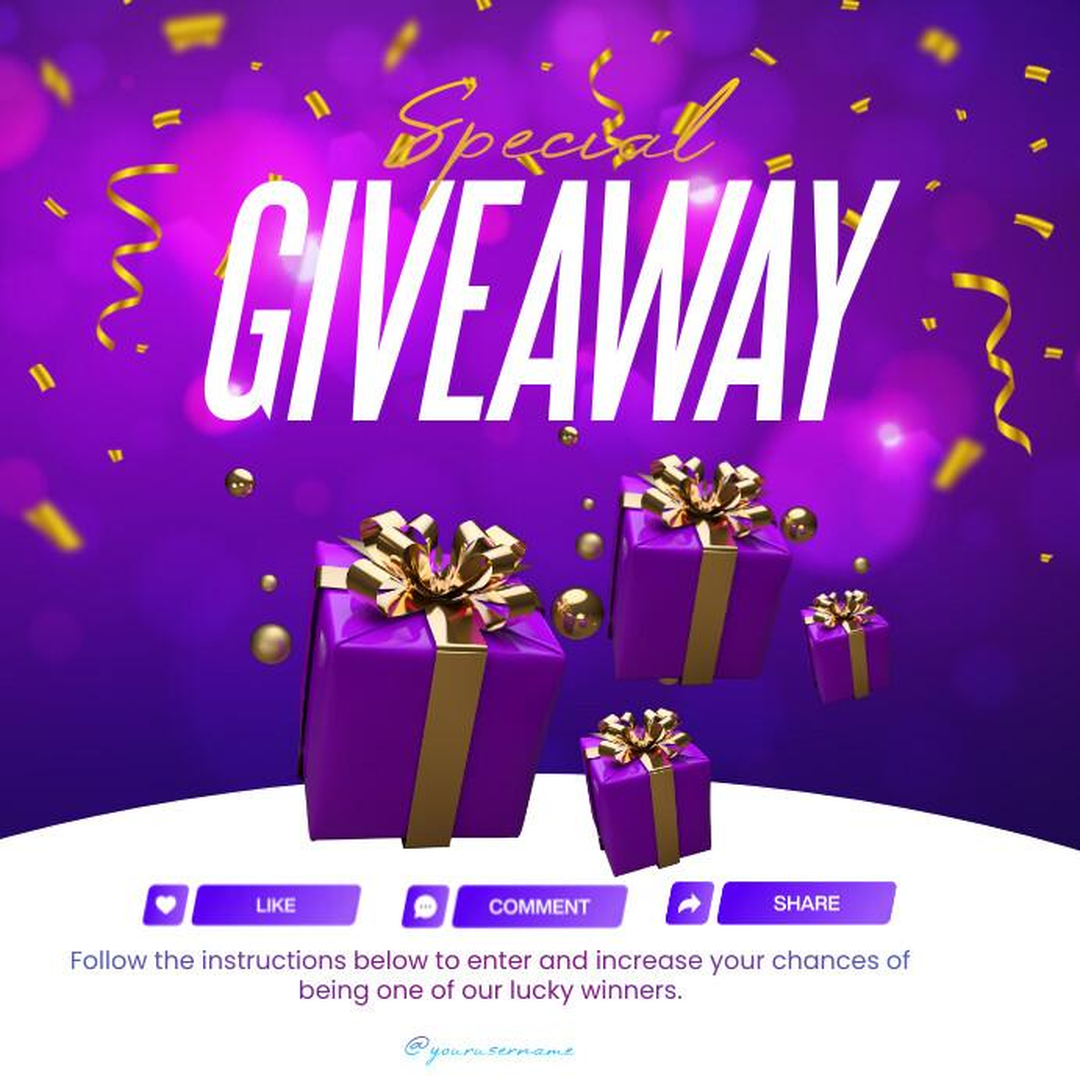 Special
GIVEAWAY
LIKE
COMMENT
SHARE
Follow the instructions below to enter and increase your chances of
being one of our lucky winners.
@yourusername